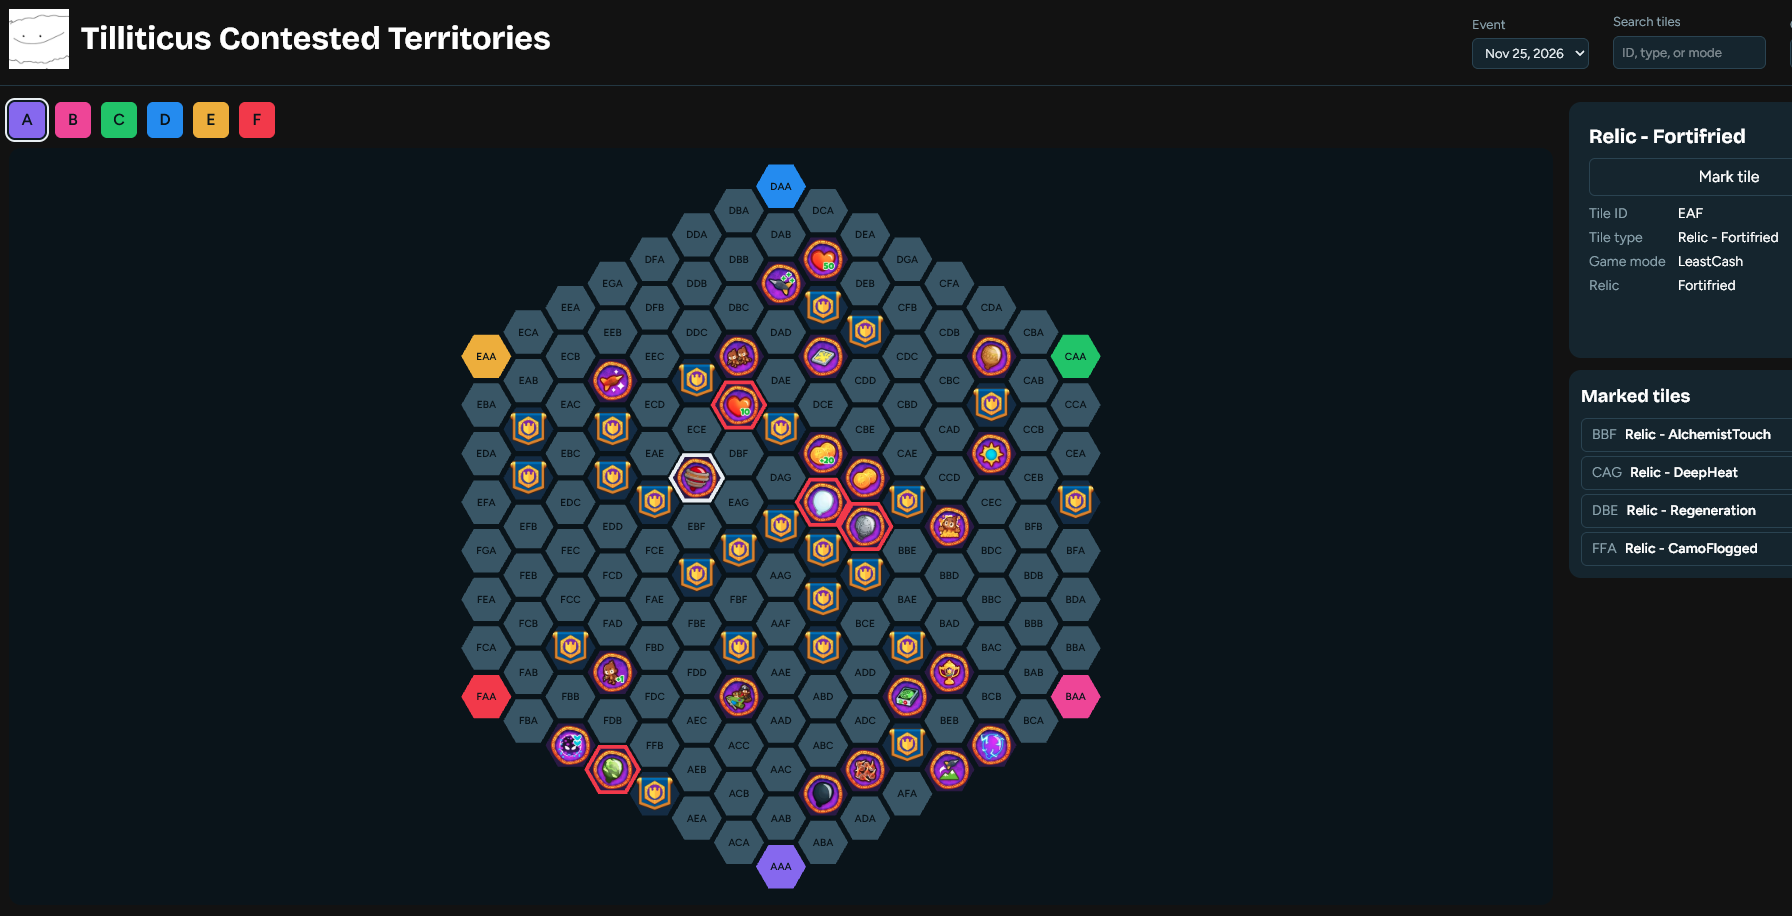 Tilliticus Contested Territories
Event
Nov 25, 2026
Search tiles
ID, type, or mode
A B C D E F
DAA
DBA DCA
DDA DAB DEA
DFA DBB 50 DGA
EGA DDB DEB CFA
EEA DFB DBC CFB CDA
ECA EEB DDC DAD CDB CBA
EAA ECB EEC CDC CAA
EAB DAE CDD CBC CAB
EBA EAC ECD 10 DCE CBD CCA
ECE CBE CAD CCB
EDA EBC EAE DBF +20 CAE CEA
DAG CCD CEB
EFA EDC EAG CEC
EFB EDD EBF BFB
FGA FEC FCE BBE BDC BFA
FEB FCD AAG BBD BDB
FEA FCC FAE FBF BAE BBC BDA
FCB FAD FBE AAF BCE BAD BBB
FCA FBD BAC BBA
FAB +1 FDD AAE ADD BAB
FAA FBB FDC ABD BCB BAA
FBA FDB AEC AAD ADC BEB BCA
FFB ACC ABC
AEB AAC
ACB AFA
AEA AAB ADA
ACA ABA
AAA
Relic - Fortifried
Mark tile
Tile ID EAF
Tile type Relic - Fortifried
Game mode LeastCash
Relic Fortifried
Marked tiles
BBF Relic - AlchemistTouch
CAG Relic - DeepHeat
DBE Relic - Regeneration
FFA Relic - CamoFlogged